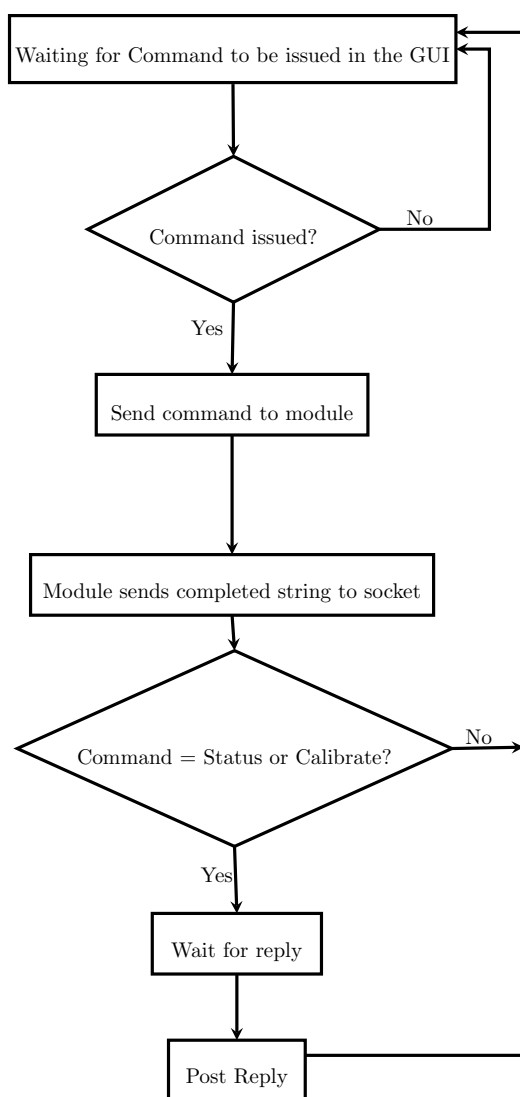 Waiting for Command to be issued in the GUI
Command issued?
No
Yes
Send command to module
Module sends completed string to socket
Command = Status or Calibrate?
No
Yes
Wait for reply
Post Reply